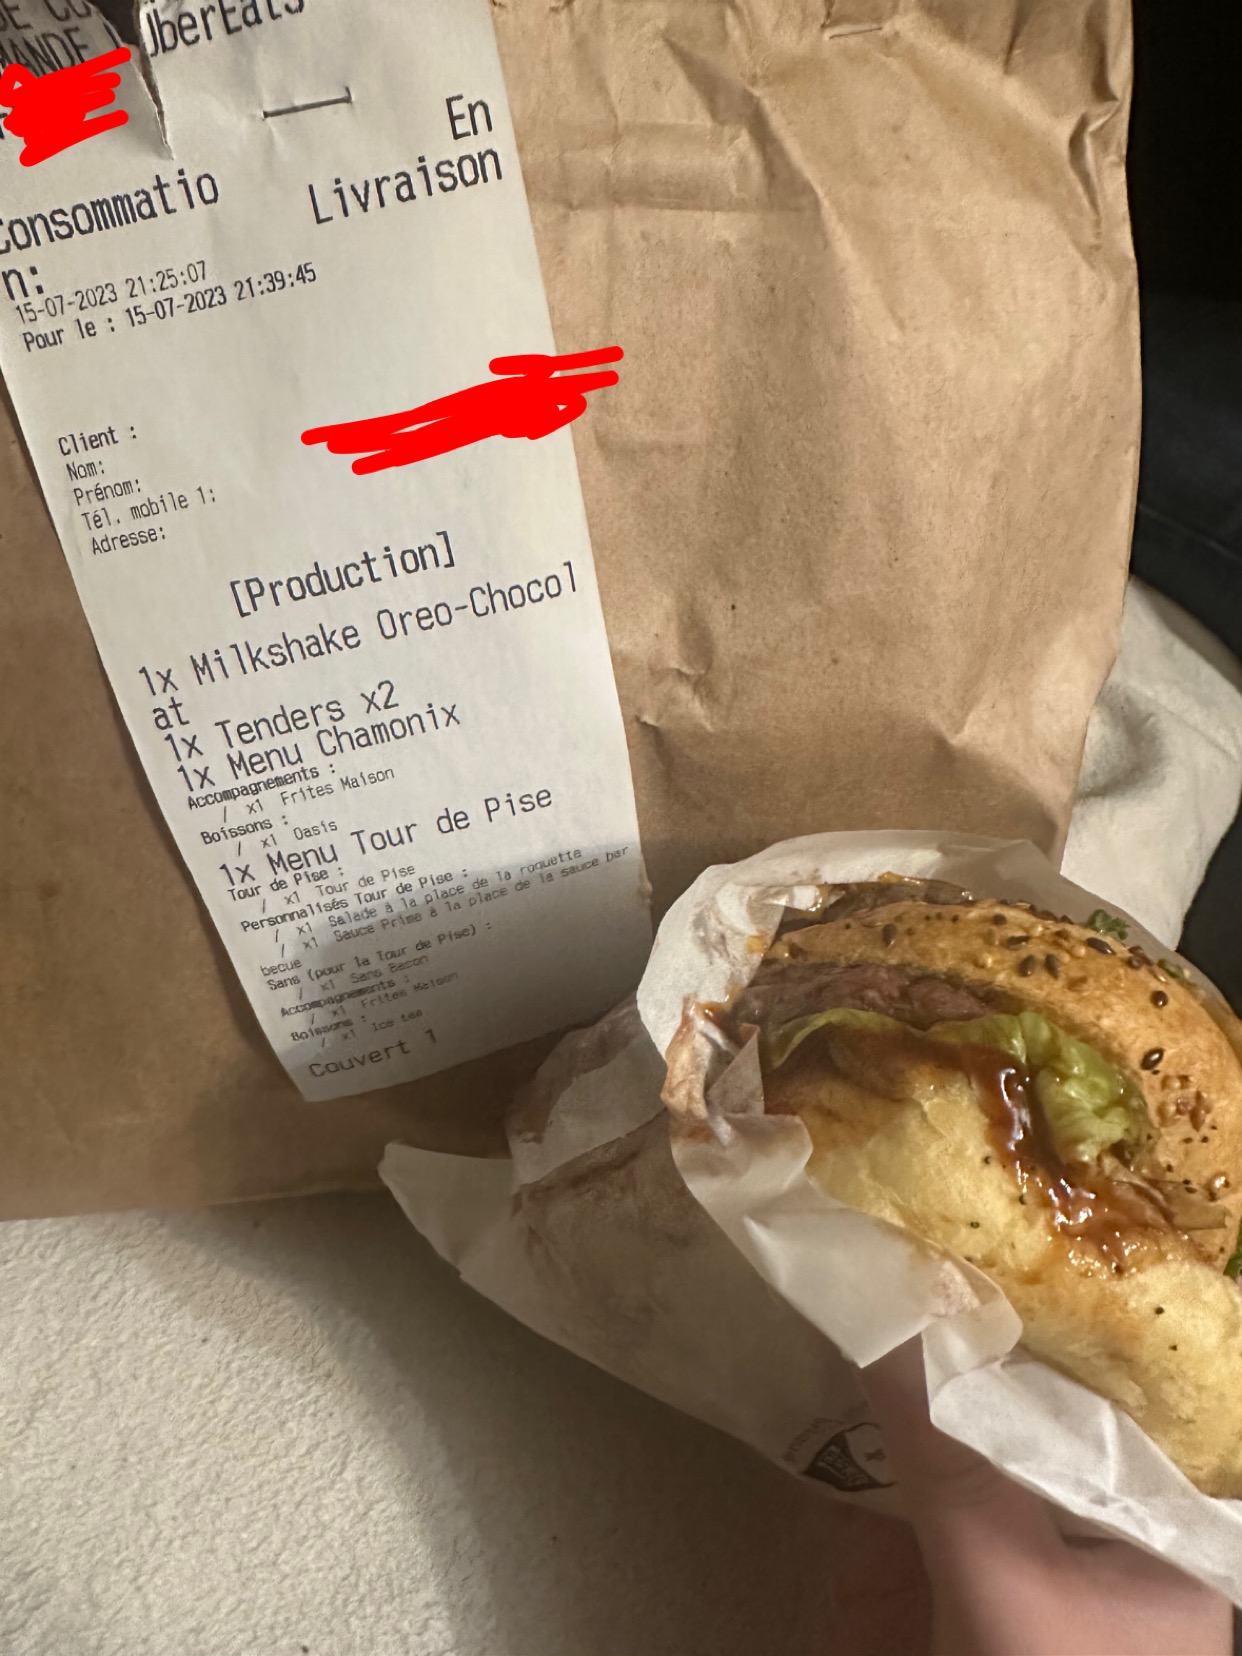 UberEats
En
Consommatio Livraison
n:
15-07-2023 21:25:07
Pour le : 15-07-2023 21:39:45
Client :
Nom:
Prénom:
Tél. mobile 1:
Adresse:
[Production]
1x Milkshake Oreo-Chocol
at
1x Tenders x2
1x Menu Chamonix
Accompagnements :
/ x1 Frites Maison
Boissons :
/ x1 Oasis
1x Menu Tour de Pise
Tour de Pise :
/ x1 Tour de Pise
Personnalisés Tour de Pise :
/ x1 Salade à la place de la roquette
/ x1 Sauce Prime à la place de la sauce bar
becue
Sans (pour la Tour de Pise) :
/ x1 Sans Bacon
Accompagnements :
/ x1 Frites Maison
Boissons :
/ x1 Ice tea
Couvert 1